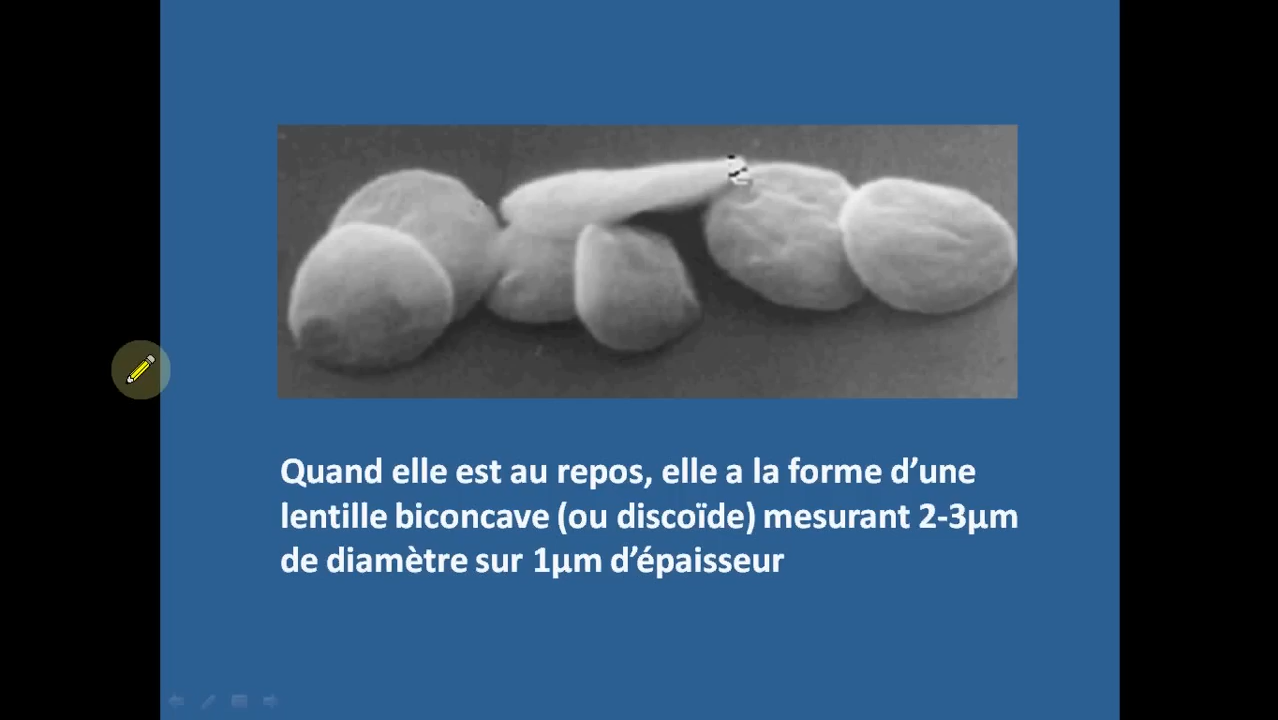 Quand elle est au repos, elle a la forme d’une
lentille biconcave (ou discoïde) mesurant 2-3µm
de diamètre sur 1µm d’épaisseur